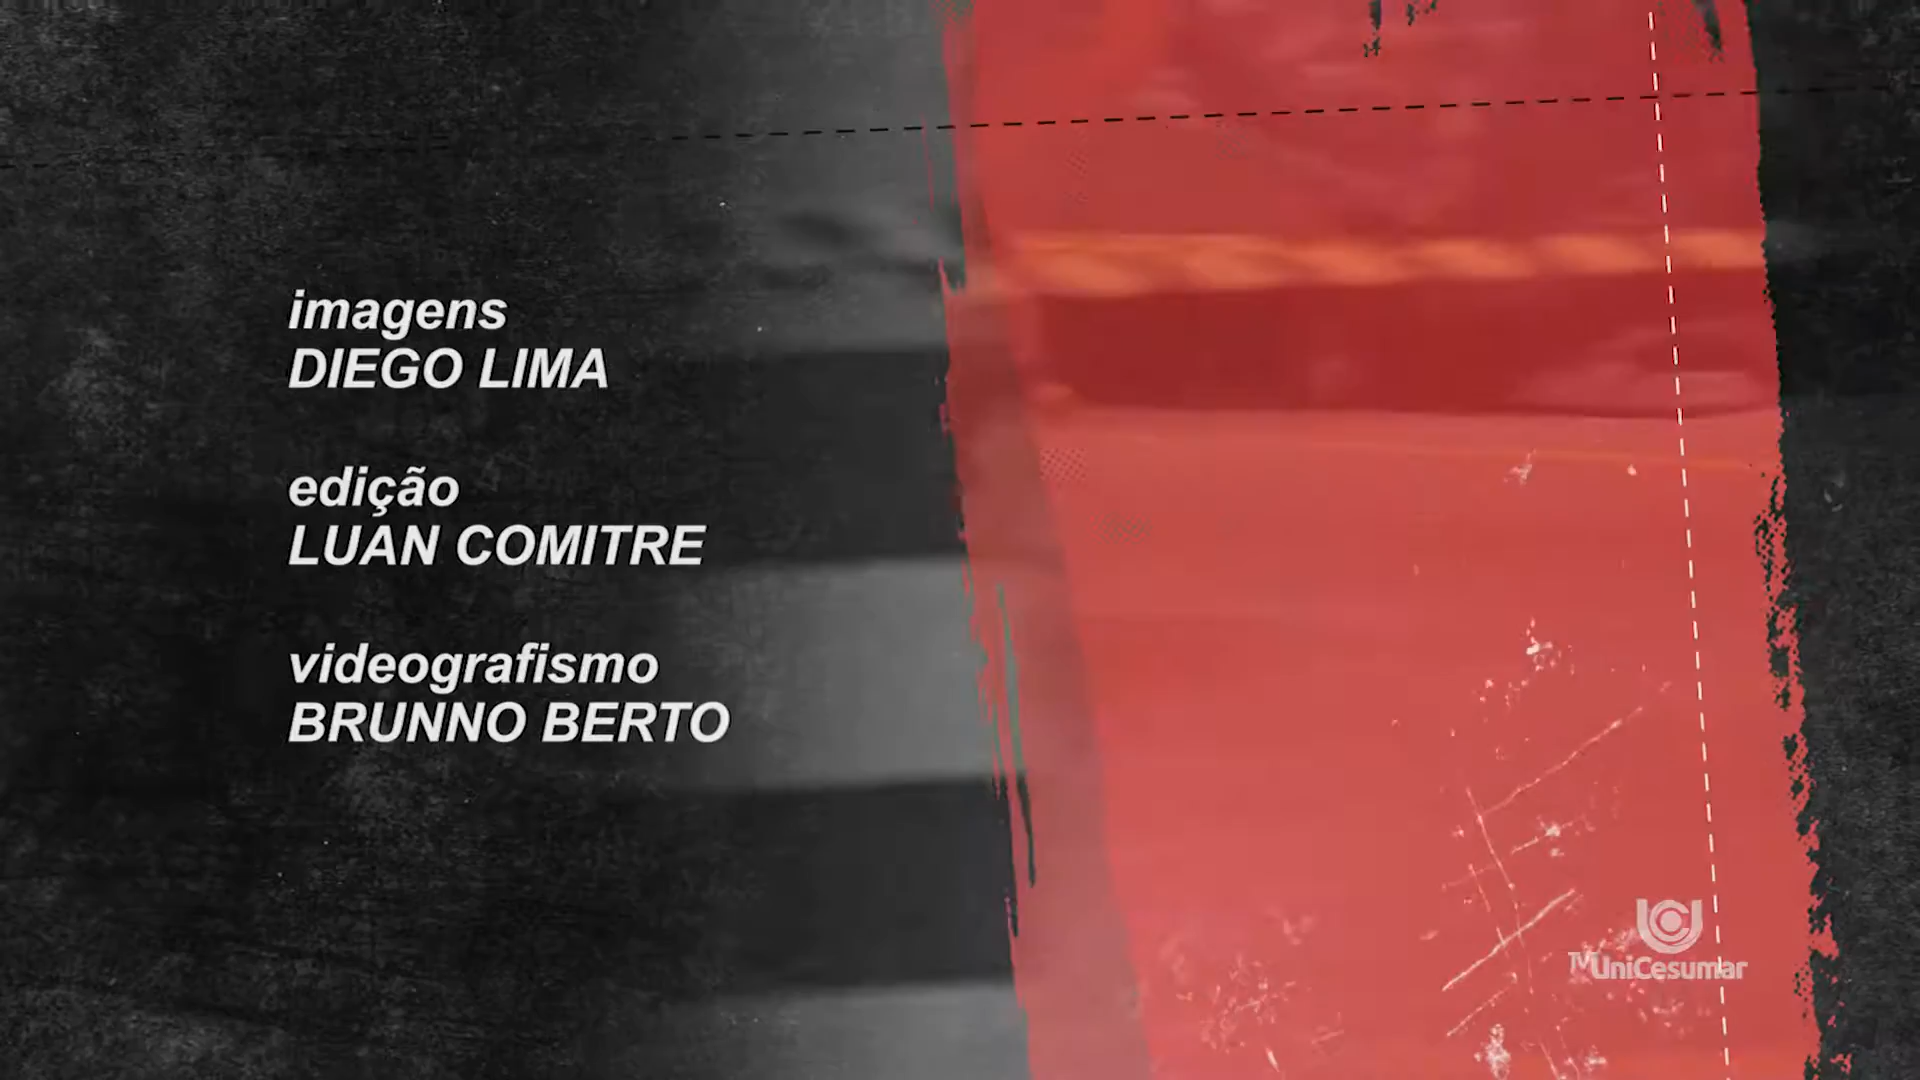 imagens
DIEGO LIMA
edição
LUAN COMITRE
videografismo
BRUNNO BERTO
TV UniCesumar